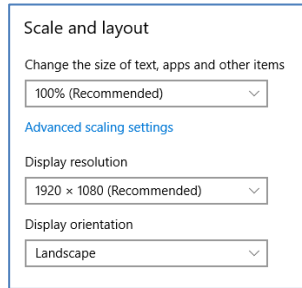 Scale and layout
Change the size of text, apps and other items
100% (Recommended)
Advanced scaling settings
Display resolution
1920 × 1080 (Recommended)
Display orientation
Landscape